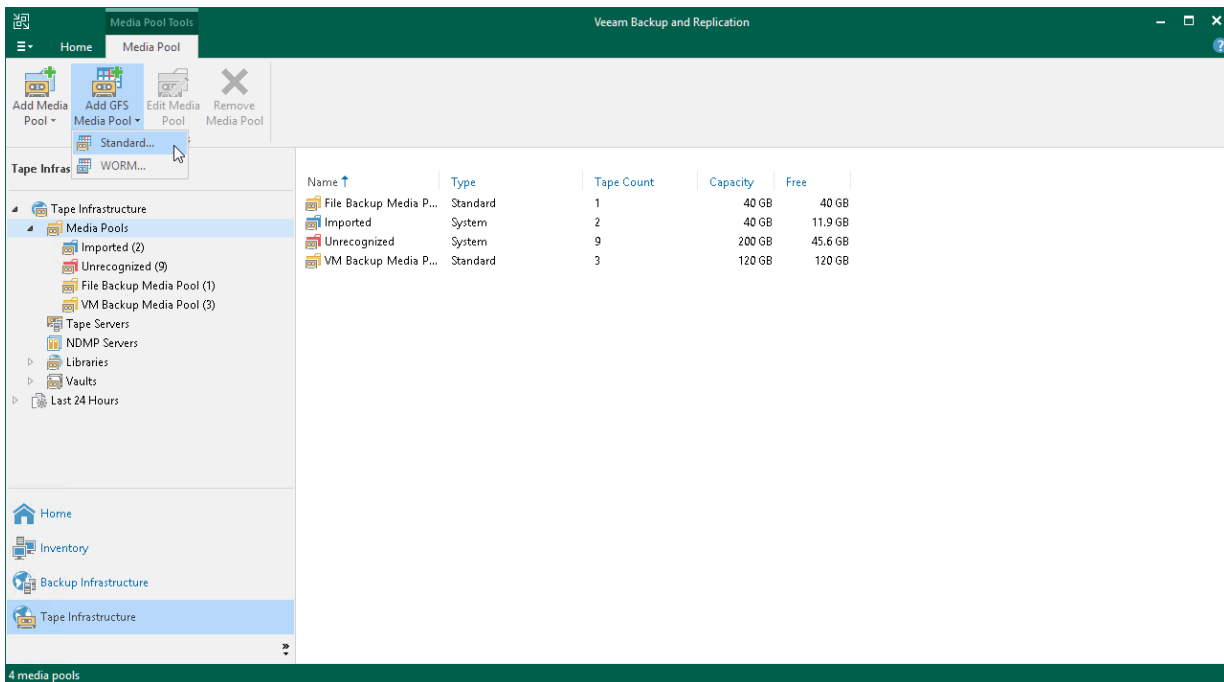 Media Pool Tools
Veeam Backup and Replication
Home Media Pool
?
Add Media Pool
Add GFS Media Pool
Edit Media Pool
Remove Media Pool
Standard...
WORM...
Tape Infras
Name Type Tape Count Capacity Free
File Backup Media P... Standard 1 40 GB 40 GB
Imported System 2 40 GB 11.9 GB
Unrecognized System 9 200 GB 45.6 GB
VM Backup Media P... Standard 3 120 GB 120 GB
Tape Infrastructure
Media Pools
Imported (2)
Unrecognized (9)
File Backup Media Pool (1)
VM Backup Media Pool (3)
Tape Servers
NDMP Servers
Libraries
Vaults
Last 24 Hours
Home
Inventory
Backup Infrastructure
Tape Infrastructure
4 media pools